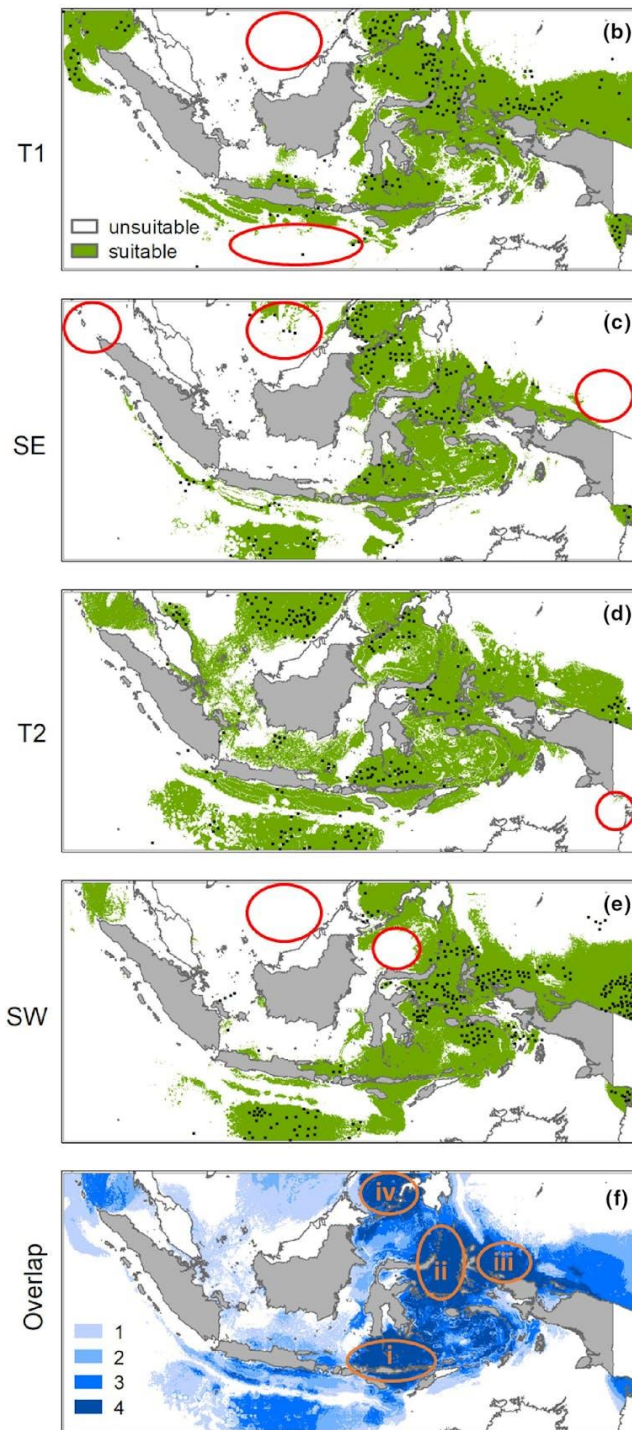 (b)
T1
unsuitable
suitable
(c)
SE
(d)
T2
(e)
SW
(f)
iv
ii
iii
i
Overlap
1
2
3
4